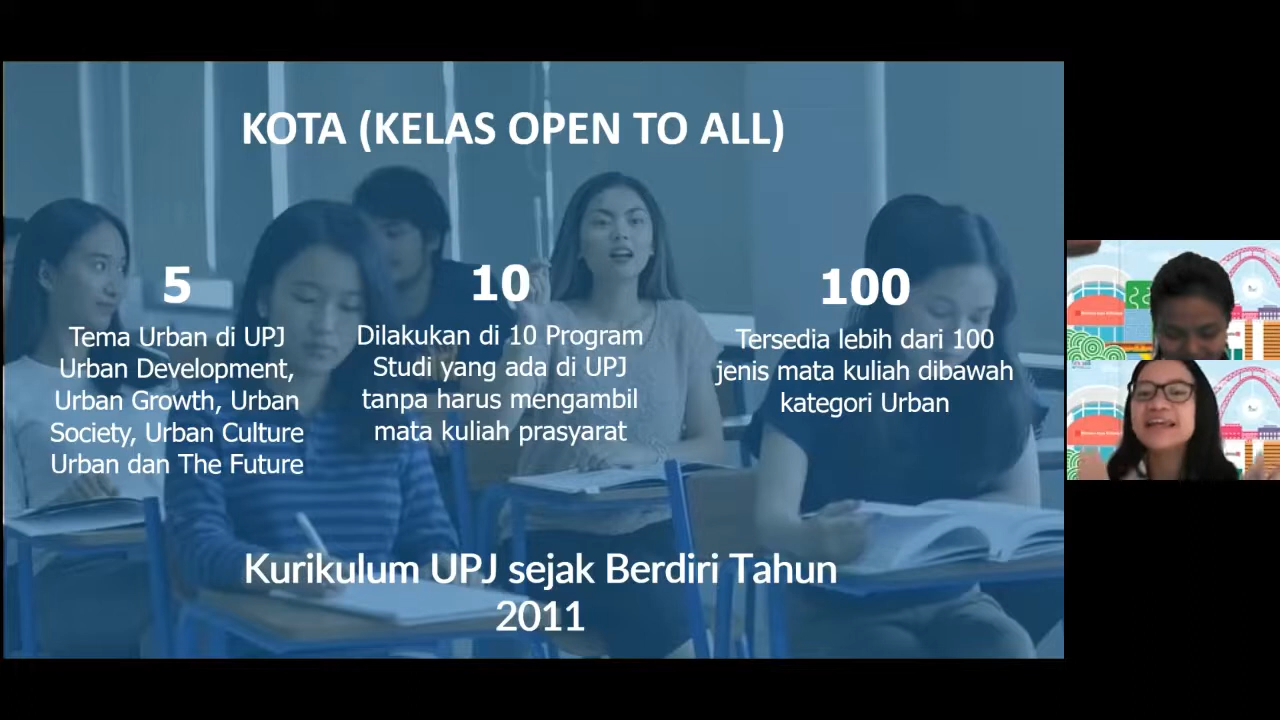 KOTA (KELAS OPEN TO ALL)
5
Tema Urban di UPJ
Urban Development,
Urban Growth, Urban
Society, Urban Culture
Urban dan The Future
10
Dilakukan di 10 Program
Studi yang ada di UPJ
tanpa harus mengambil
mata kuliah prasyarat
100
Tersedia lebih dari 100
jenis mata kuliah dibawah
kategori Urban
Kurikulum UPJ sejak Berdiri Tahun
2011